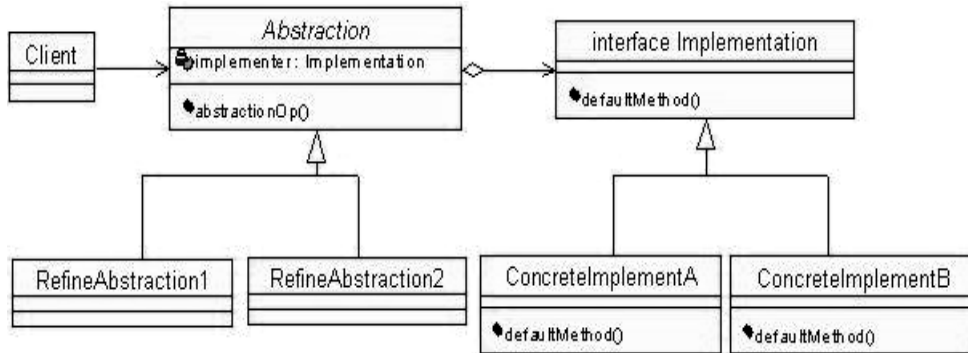 Abstraction
Client
implementer: Implementation
abstractionOp()
interface Implementation
defaultMethod()
RefineAbstraction1
RefineAbstraction2
ConcreteImplementA
defaultMethod()
ConcreteImplementB
defaultMethod()